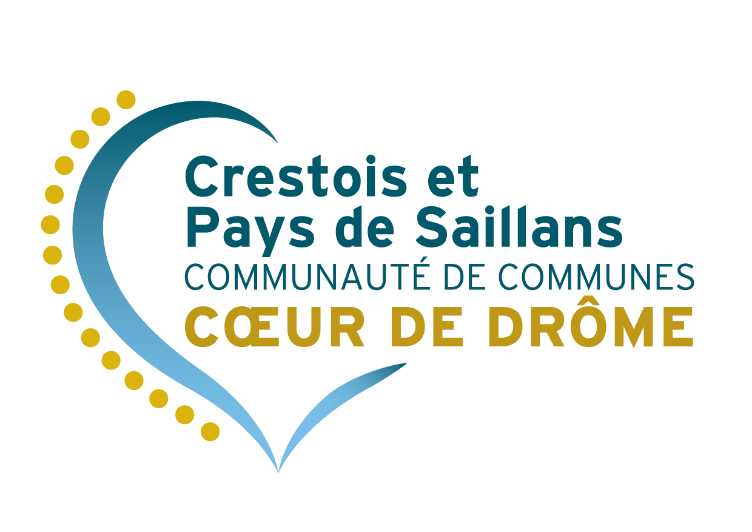 Crestois et
Pays de Saillans
COMMUNAUTÉ DE COMMUNES
CŒUR DE DRÔME